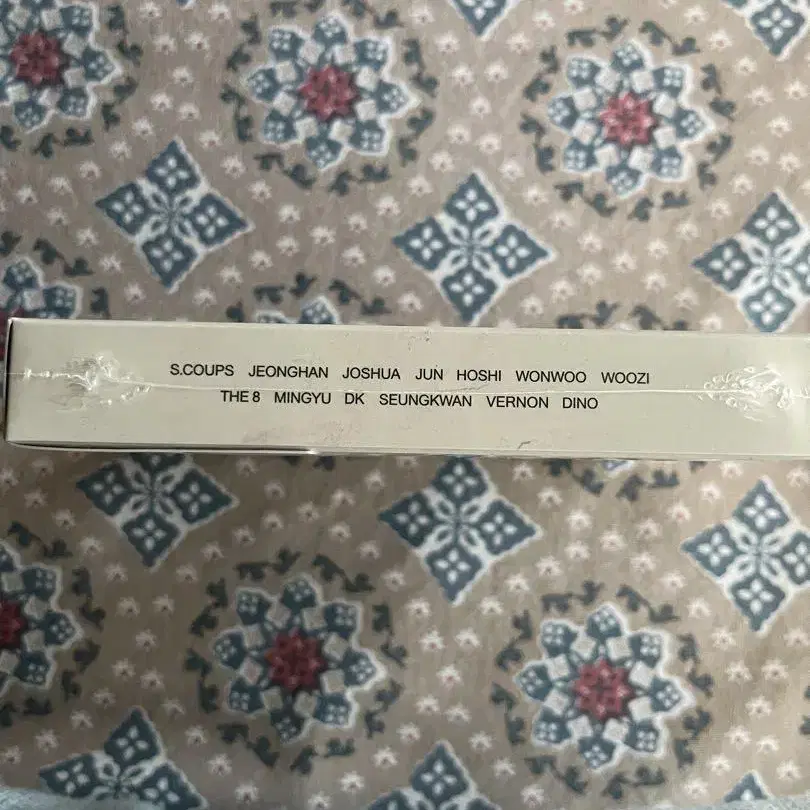 S.COUPS JEONGHAN JOSHUA JUN HOSHI WONWOO WOOZI
THE 8 MINGYU DK SEUNGKWAN VERNON DINO